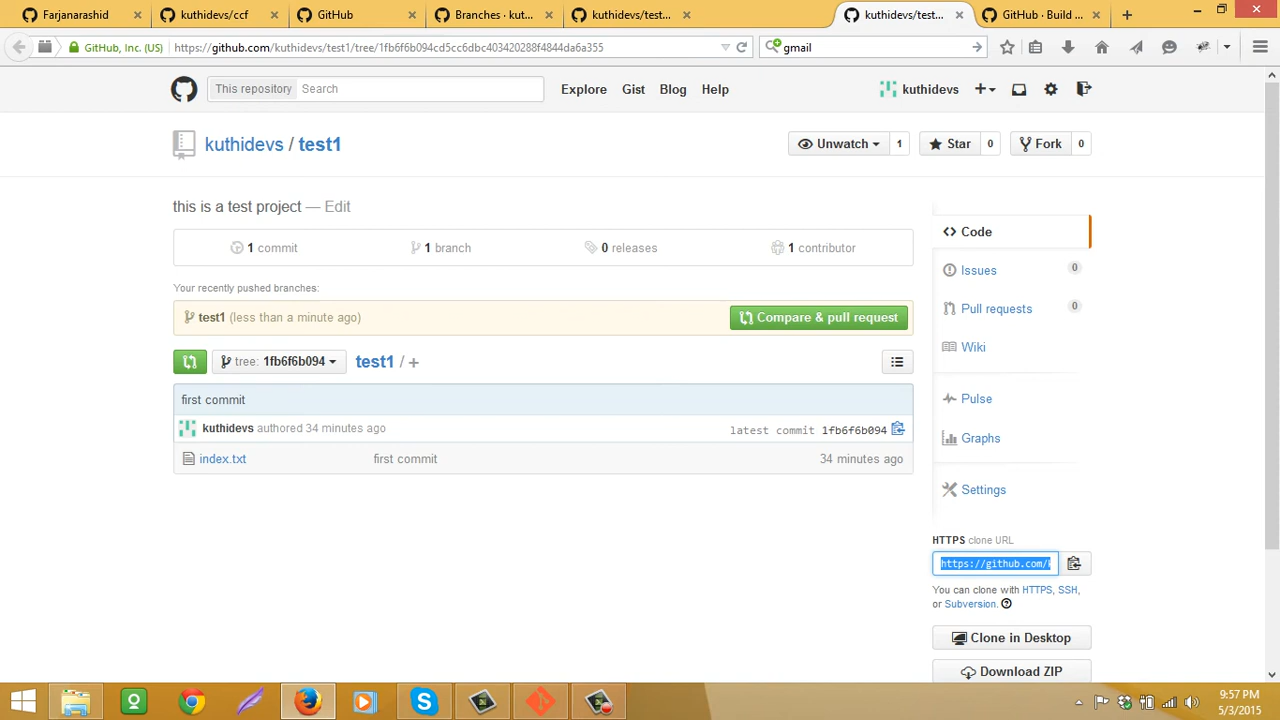 Farjanarashid
kuthidevs/ccf
GitHub
Branches · kut...
kuthidevs/test...
kuthidevs/test...
GitHub · Build ...
GitHub, Inc. (US)
https://github.com/kuthidevs/test1/tree/1fb6f6b094cd5cc6dbc403420288f4844da6a355
gmail
This repository
Search
Explore
Gist
Blog
Help
kuthidevs
kuthidevs / test1
Unwatch 1
Star 0
Fork 0
this is a test project — Edit
1 commit
1 branch
0 releases
1 contributor
Your recently pushed branches:
test1 (less than a minute ago)
Compare & pull request
tree: 1fb6f6b094
test1 / +
first commit
kuthidevs authored 34 minutes ago
latest commit 1fb6f6b094
index.txt
first commit
34 minutes ago
Code
Issues 0
Pull requests 0
Wiki
Pulse
Graphs
Settings
HTTPS clone URL
https://github.com/
You can clone with HTTPS, SSH,
or Subversion.
Clone in Desktop
Download ZIP
9:57 PM
5/3/2015